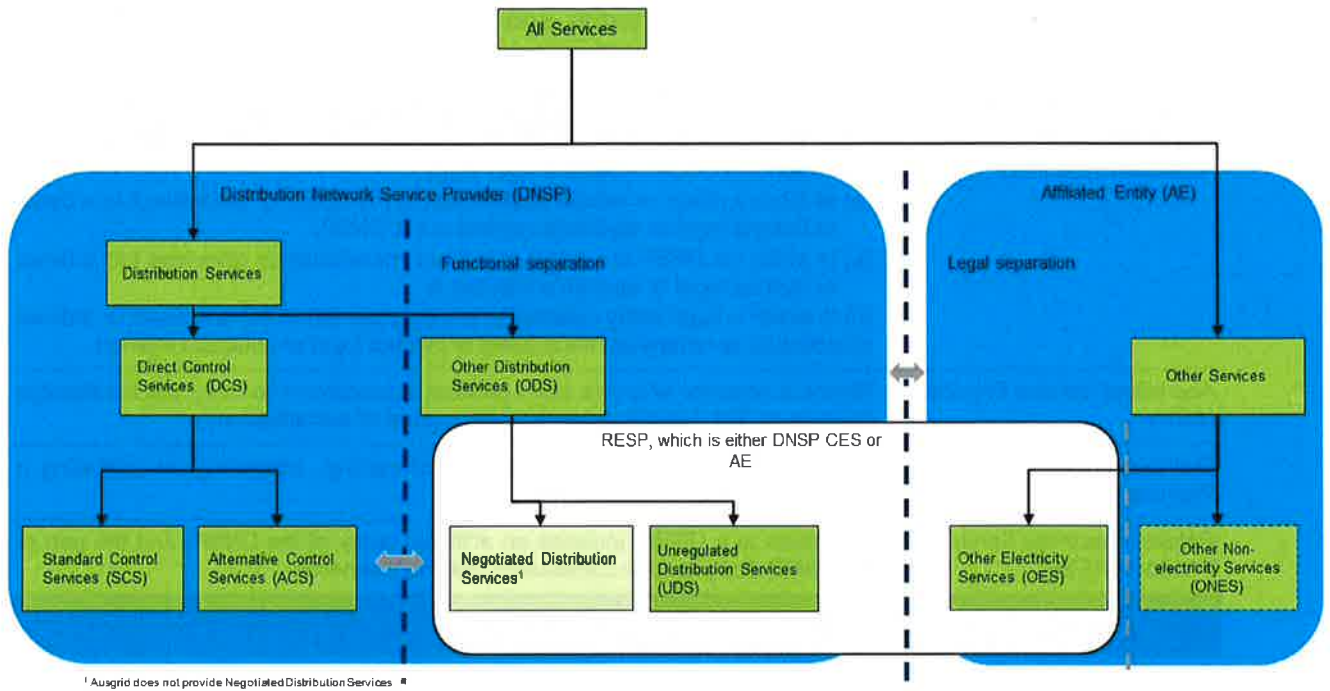 All Services
Distribution Network Service Provider (DNSP)
Affiliated Entity (AE)
Distribution Services
Functional separation
Legal separation
Direct Control
Services (DCS)
Other Distribution
Services (ODS)
Other Services
RESP, which is either DNSP CES or
AE
Standard Control
Services (SCS)
Alternative Control
Services (ACS)
Negotiated Distribution
Services¹
Unregulated
Distribution Services
(UDS)
Other Electricity
Services (OES)
Other Non-
electricity Services
(ONES)
¹ Ausgrid does not provide Negotiated Distribution Services